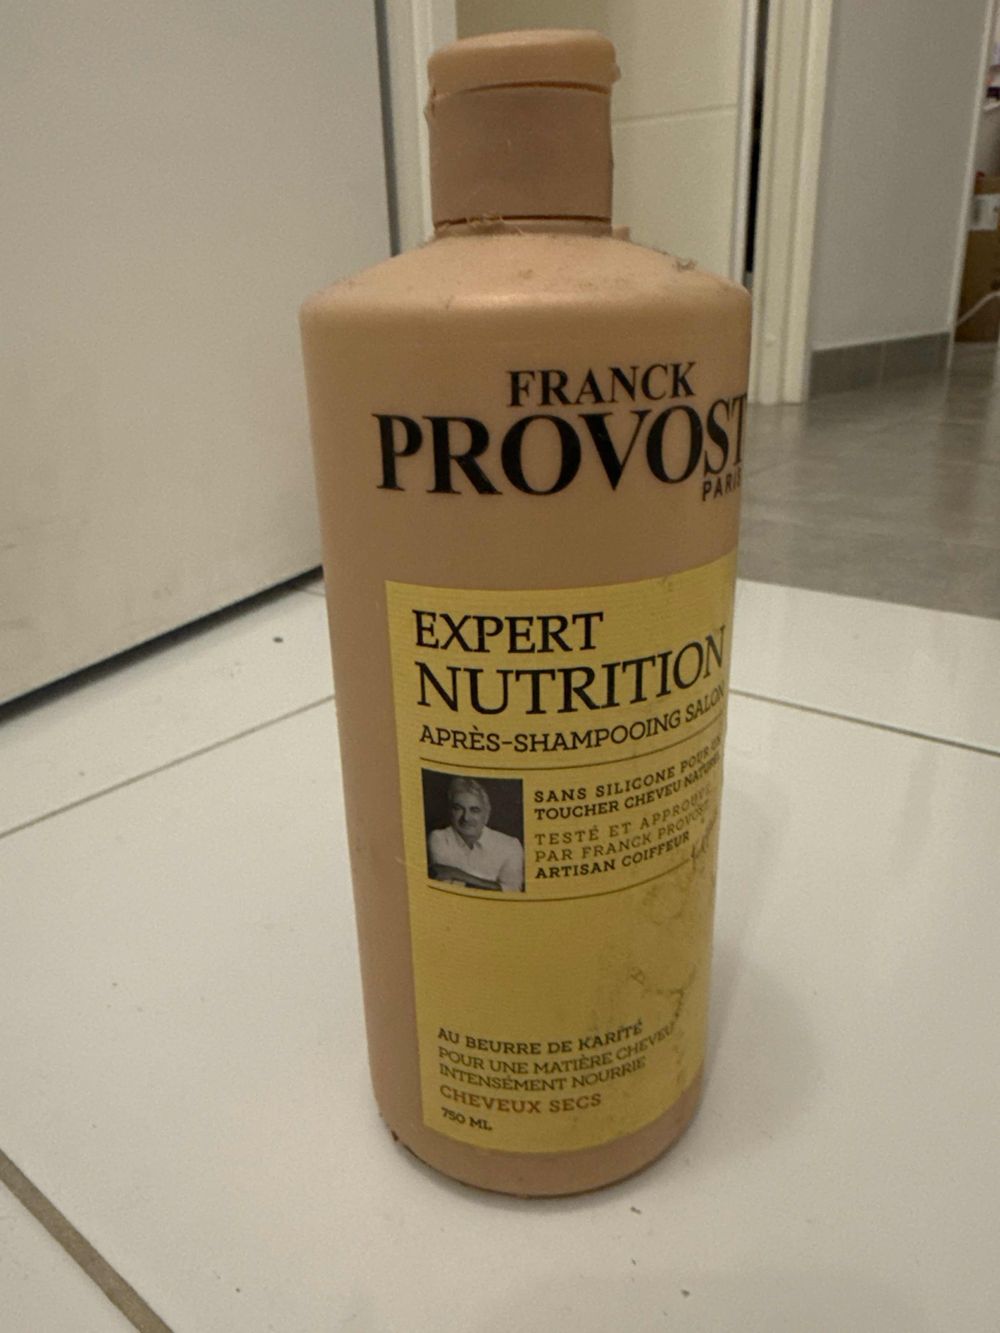 FRANCK
PROVOST
PARIS
EXPERT
NUTRITION
APRÈS-SHAMPOOING SALON
SANS SILICONE POUR UN
TOUCHER CHEVEU NATUREL
TESTÉ ET APPROUVÉ
PAR FRANCK PROVOST
ARTISAN COIFFEUR
AU BEURRE DE KARITÉ
POUR UNE MATIÈRE CHEVEU
INTENSÉMENT NOURRIE
CHEVEUX SECS
750 ML